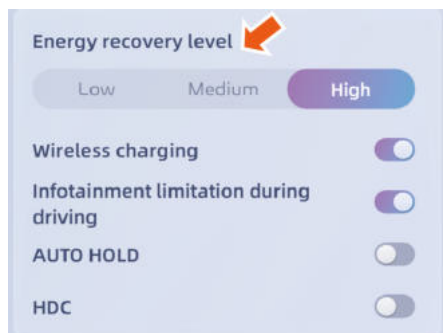 Energy recovery level
Low Medium High
Wireless charging
Infotainment limitation during
driving
AUTO HOLD
HDC